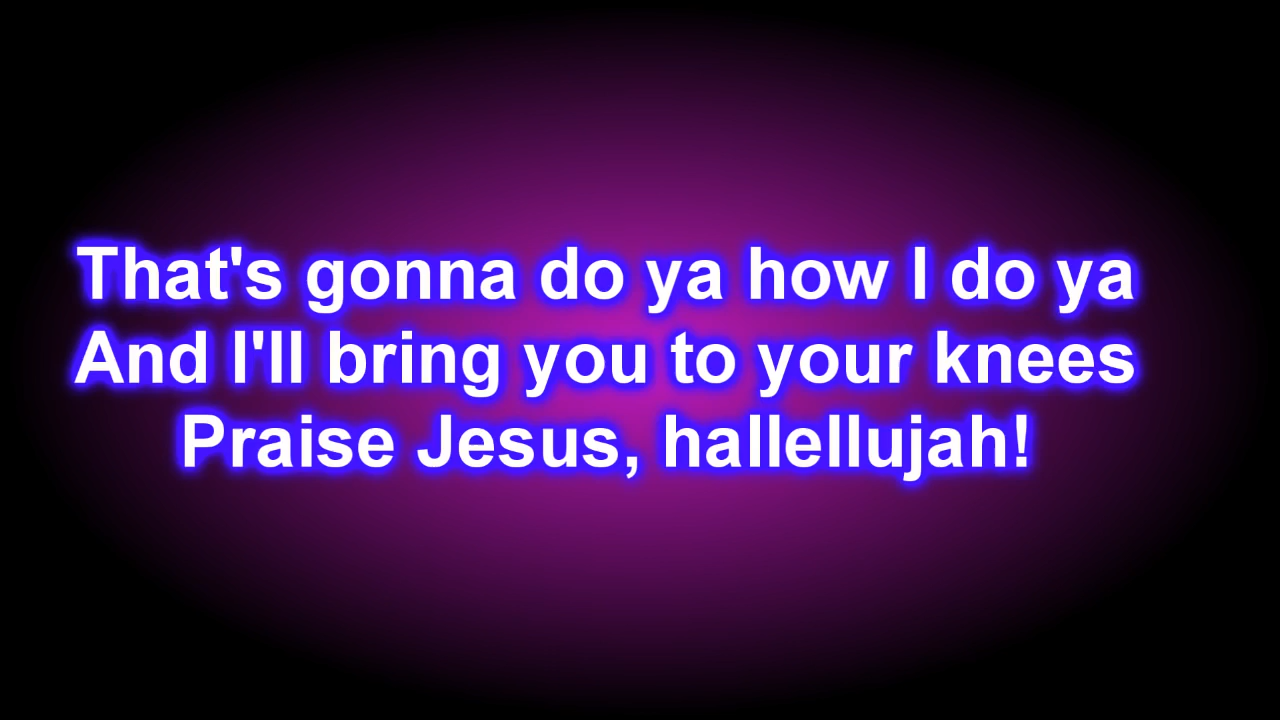 That's gonna do ya how I do ya
And I'll bring you to your knees
Praise Jesus, hallellujah!